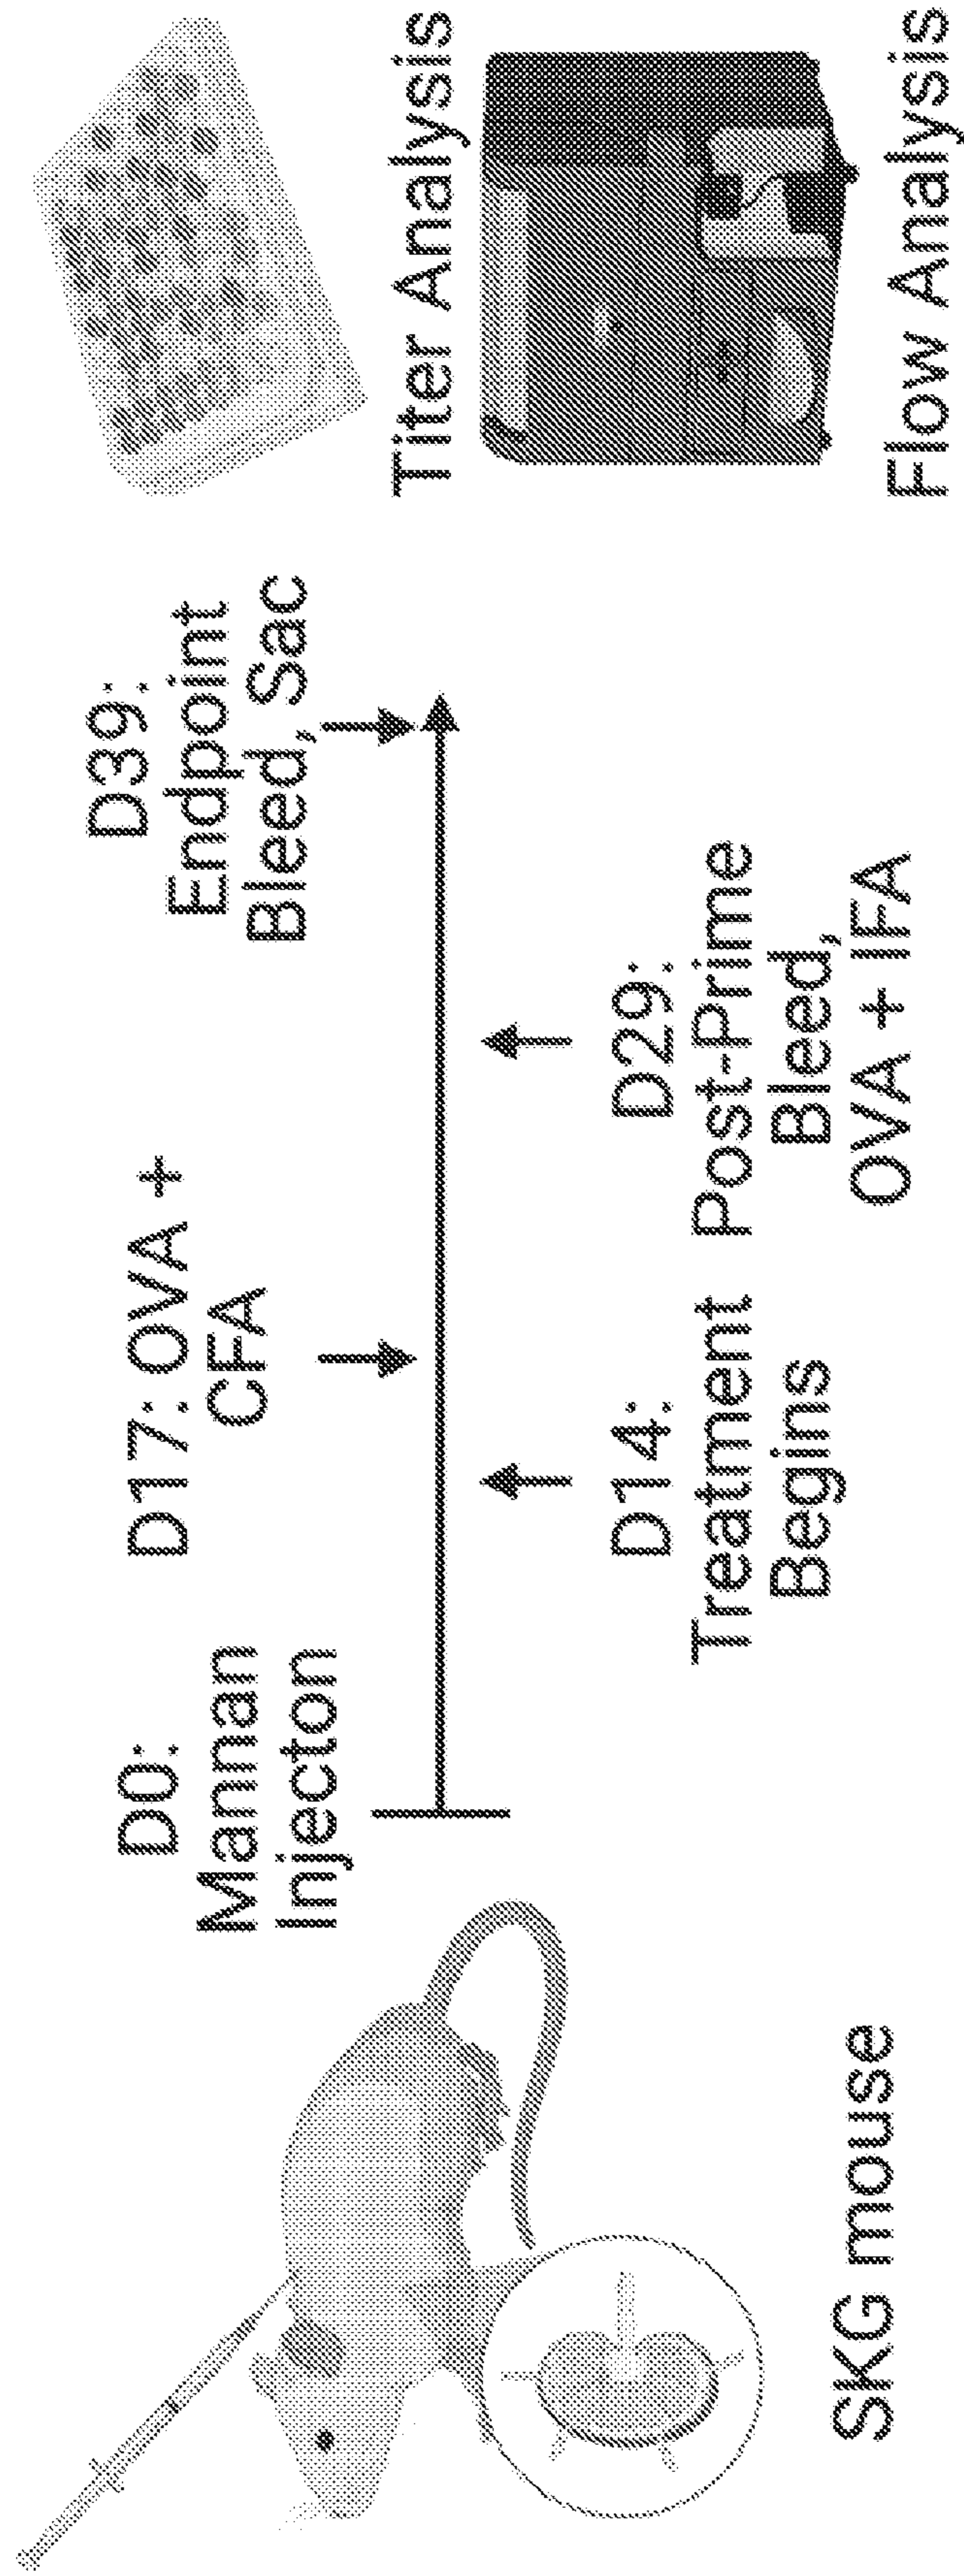 SKG mouse
D0:
Mannan
Injecton
D17: OVA +
CFA
D14:
Treatment
Begins
D29:
Post-Prime
Bleed,
OVA + IFA
D39:
Endpoint
Bleed, Sac
Titer Analysis
Flow Analysis